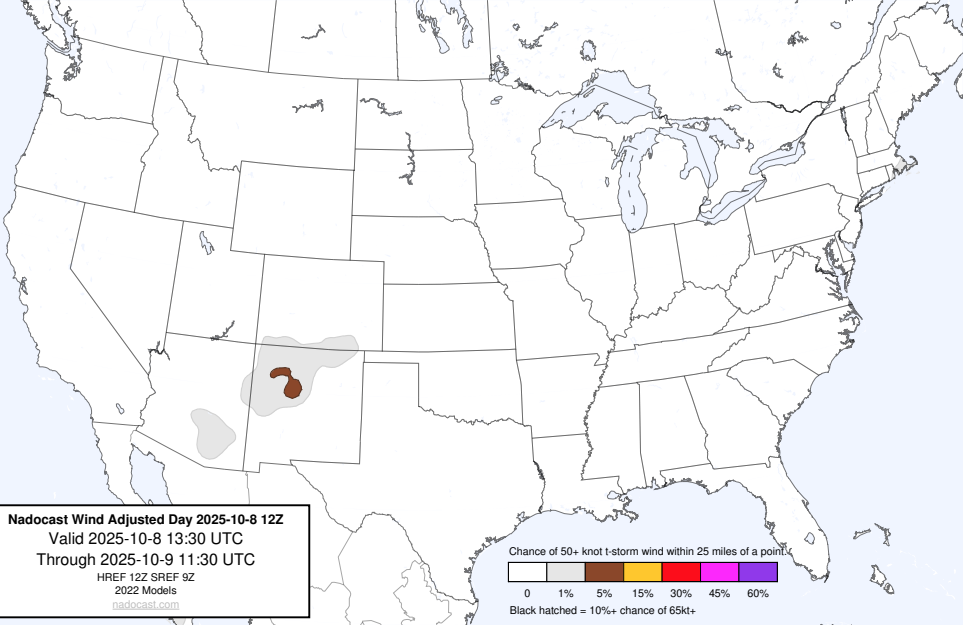 Nadocast Wind Adjusted Day 2025-10-8 12Z
Valid 2025-10-8 13:30 UTC
Through 2025-10-9 11:30 UTC
HREF 12Z SREF 9Z
2022 Models
nadocast.com
Chance of 50+ knot t-storm wind within 25 miles of a point.
0 1% 5% 15% 30% 45% 60%
Black hatched = 10%+ chance of 65kt+